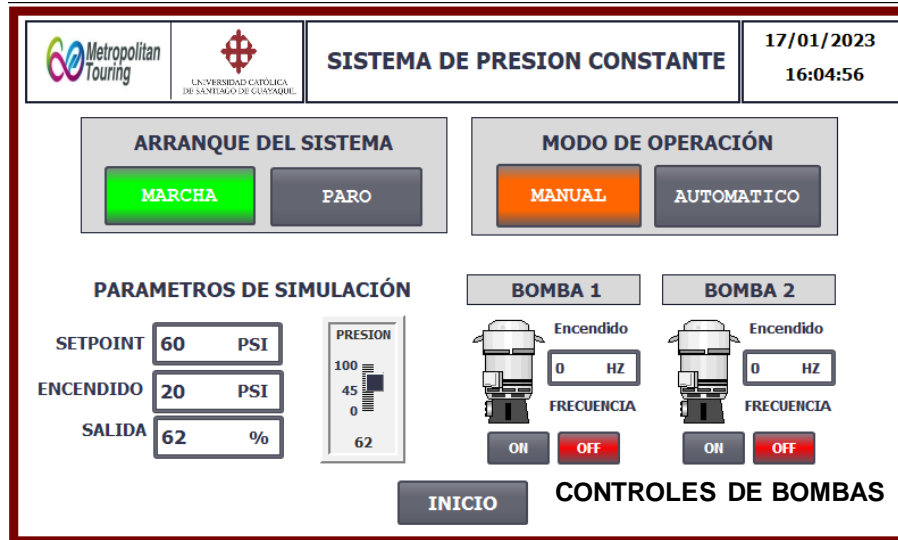 Metropolitan
Touring
UNIVERSIDAD CATÓLICA
DE SANTIAGO DE GUAYAQUIL
SISTEMA DE PRESION CONSTANTE
17/01/2023
16:04:56
ARRANQUE DEL SISTEMA
MARCHA PARO
MODO DE OPERACIÓN
MANUAL AUTOMATICO
PARAMETROS DE SIMULACIÓN
SETPOINT 60 PSI
ENCENDIDO 20 PSI
SALIDA 62 %
PRESION
100
45
0
62
BOMBA 1
Encendido
0 HZ
FRECUENCIA
ON OFF
BOMBA 2
Encendido
0 HZ
FRECUENCIA
ON OFF
CONTROLES DE BOMBAS
INICIO